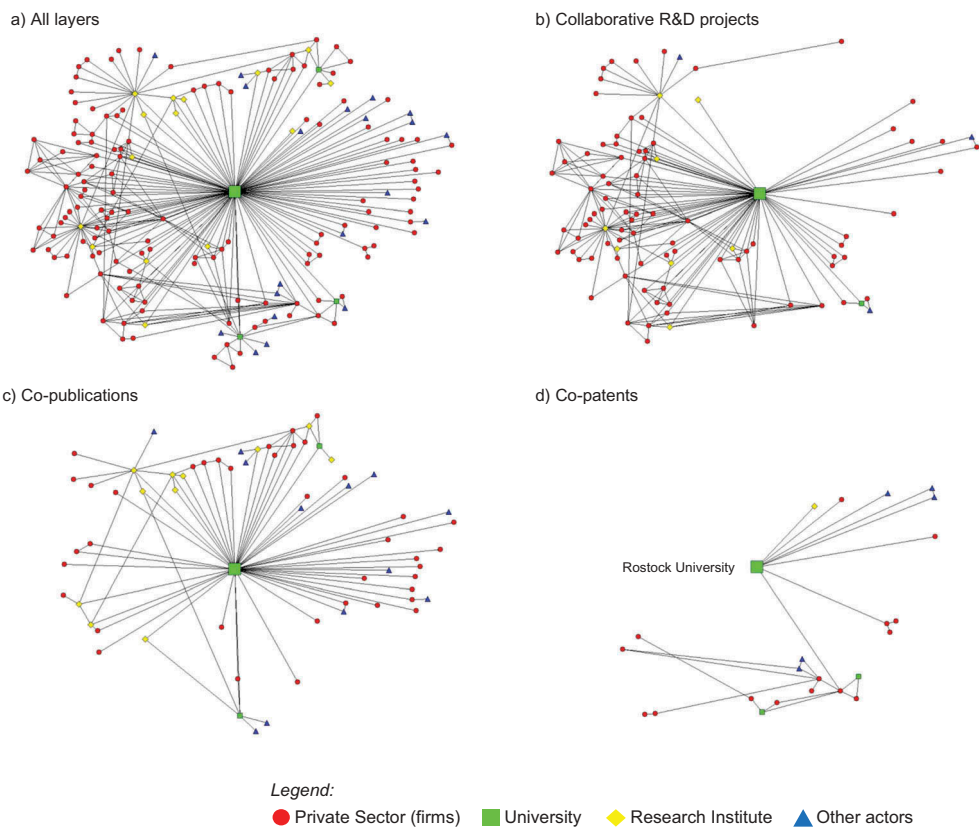 a) All layers
b) Collaborative R&D projects
c) Co-publications
d) Co-patents
Rostock University
Legend:
Private Sector (firms)
University
Research Institute
Other actors